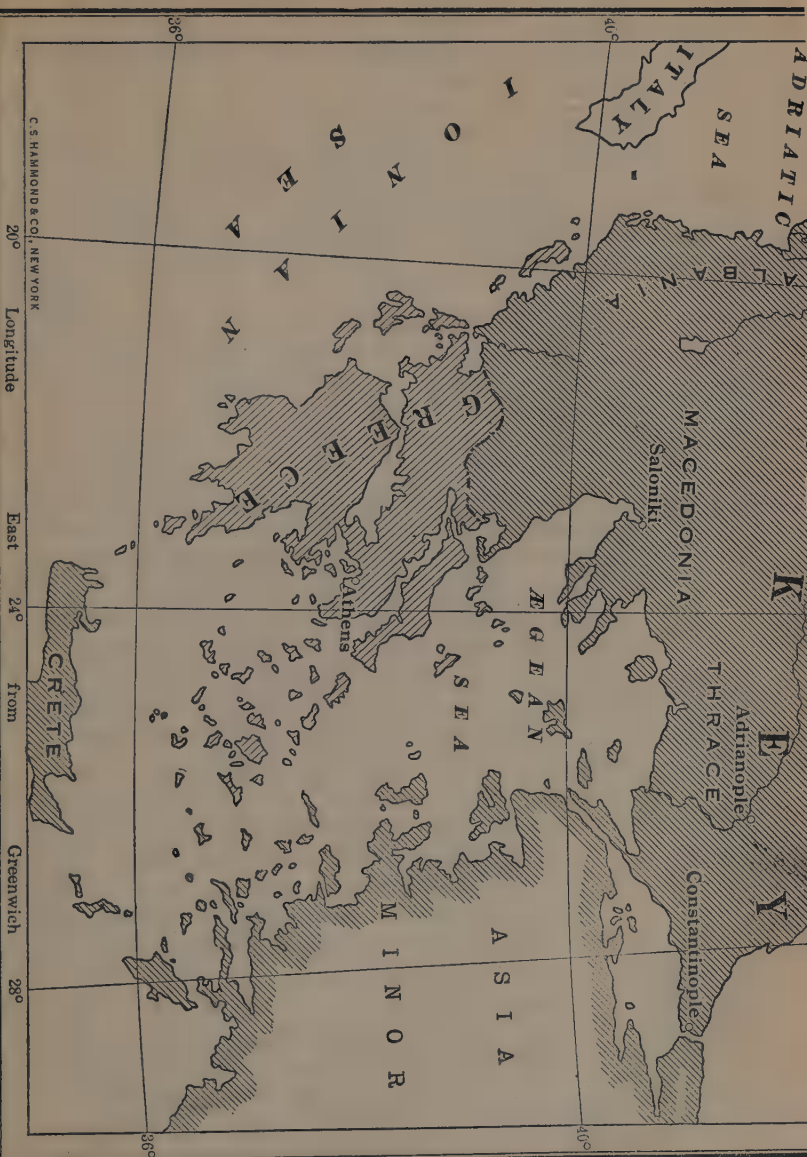 ADRIATIC
SEA
ITALY
ALBANIA
MACEDONIA
Saloniki
K E Y
THRACE
Adrianople
Constantinople
IONIAN
SEA
GREECE
Athens
ÆGEAN
SEA
ASIA
MINOR
CRETE
40°
40°
36°
36°
20°
24°
28°
Longitude East from Greenwich
C.S. HAMMOND & CO., NEW YORK